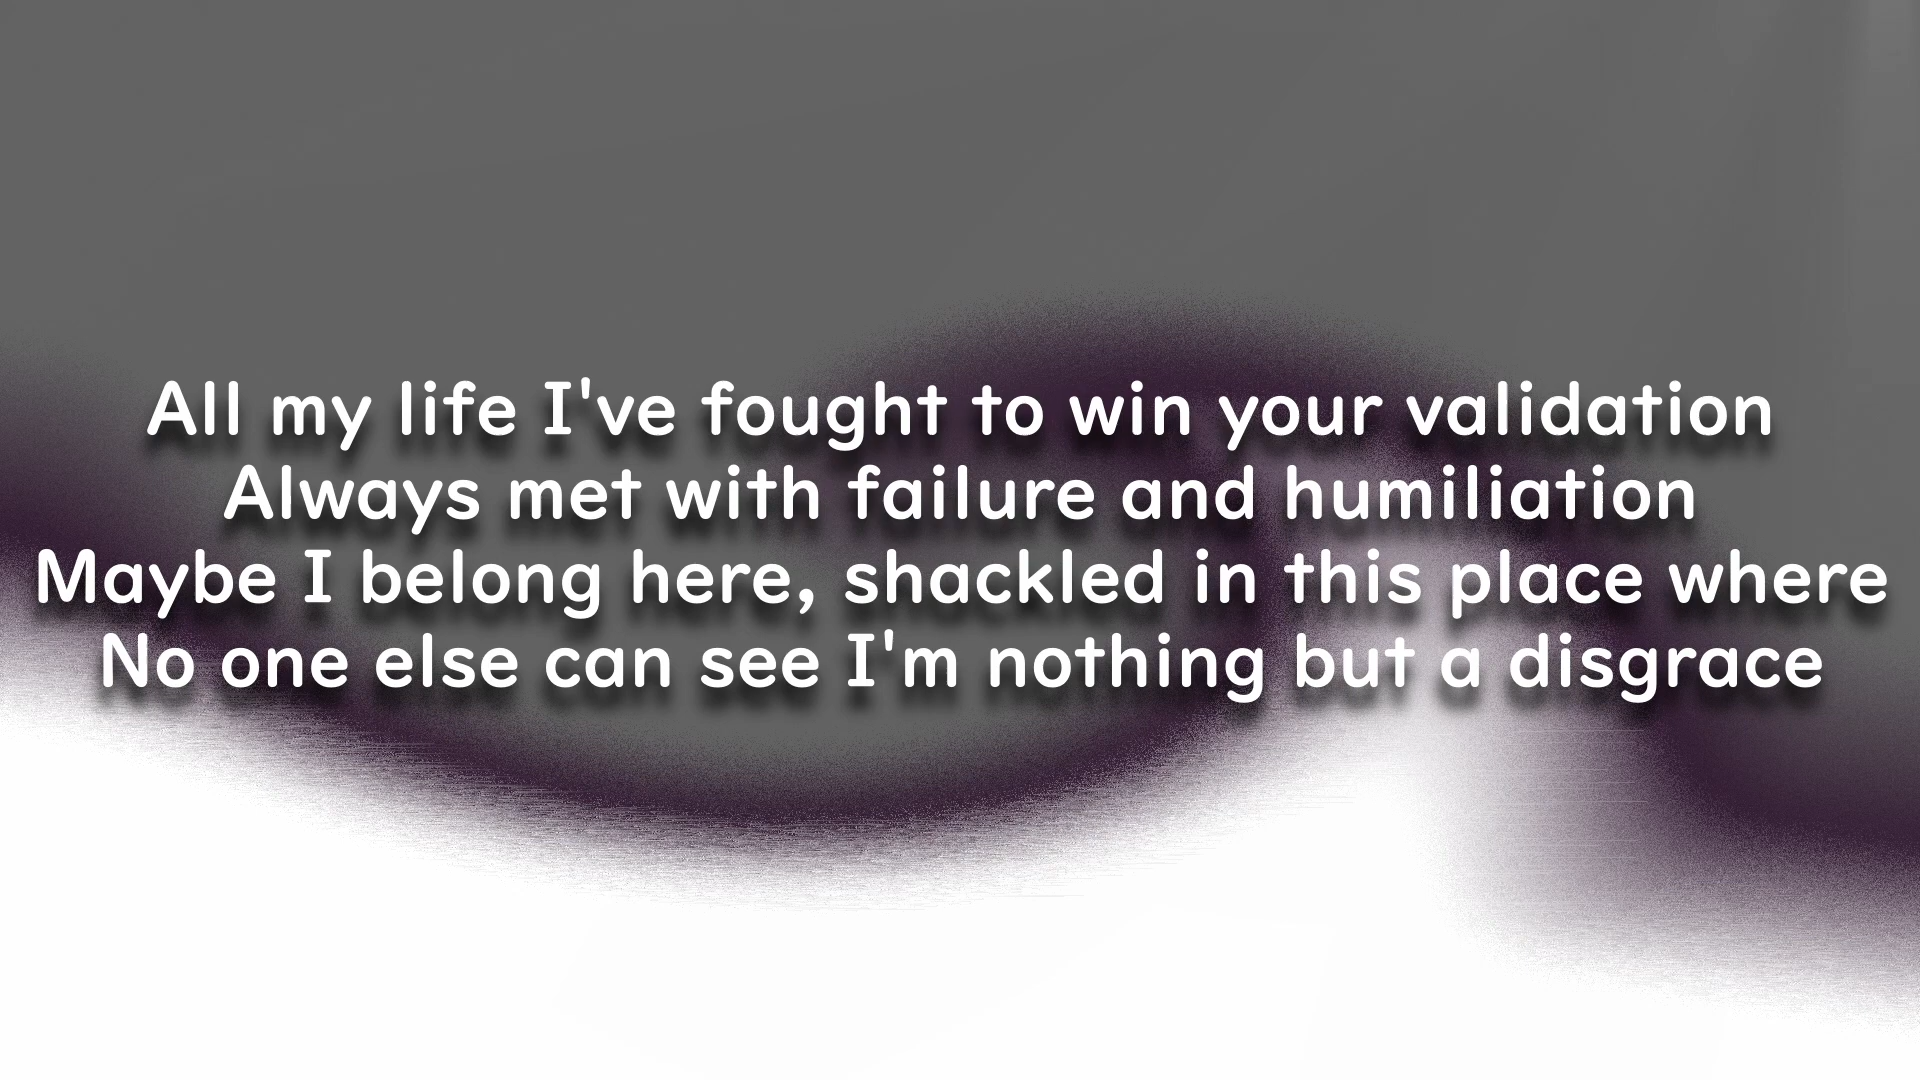 All my life I've fought to win your validation
Always met with failure and humiliation
Maybe I belong here, shackled in this place where
No one else can see I'm nothing but a disgrace